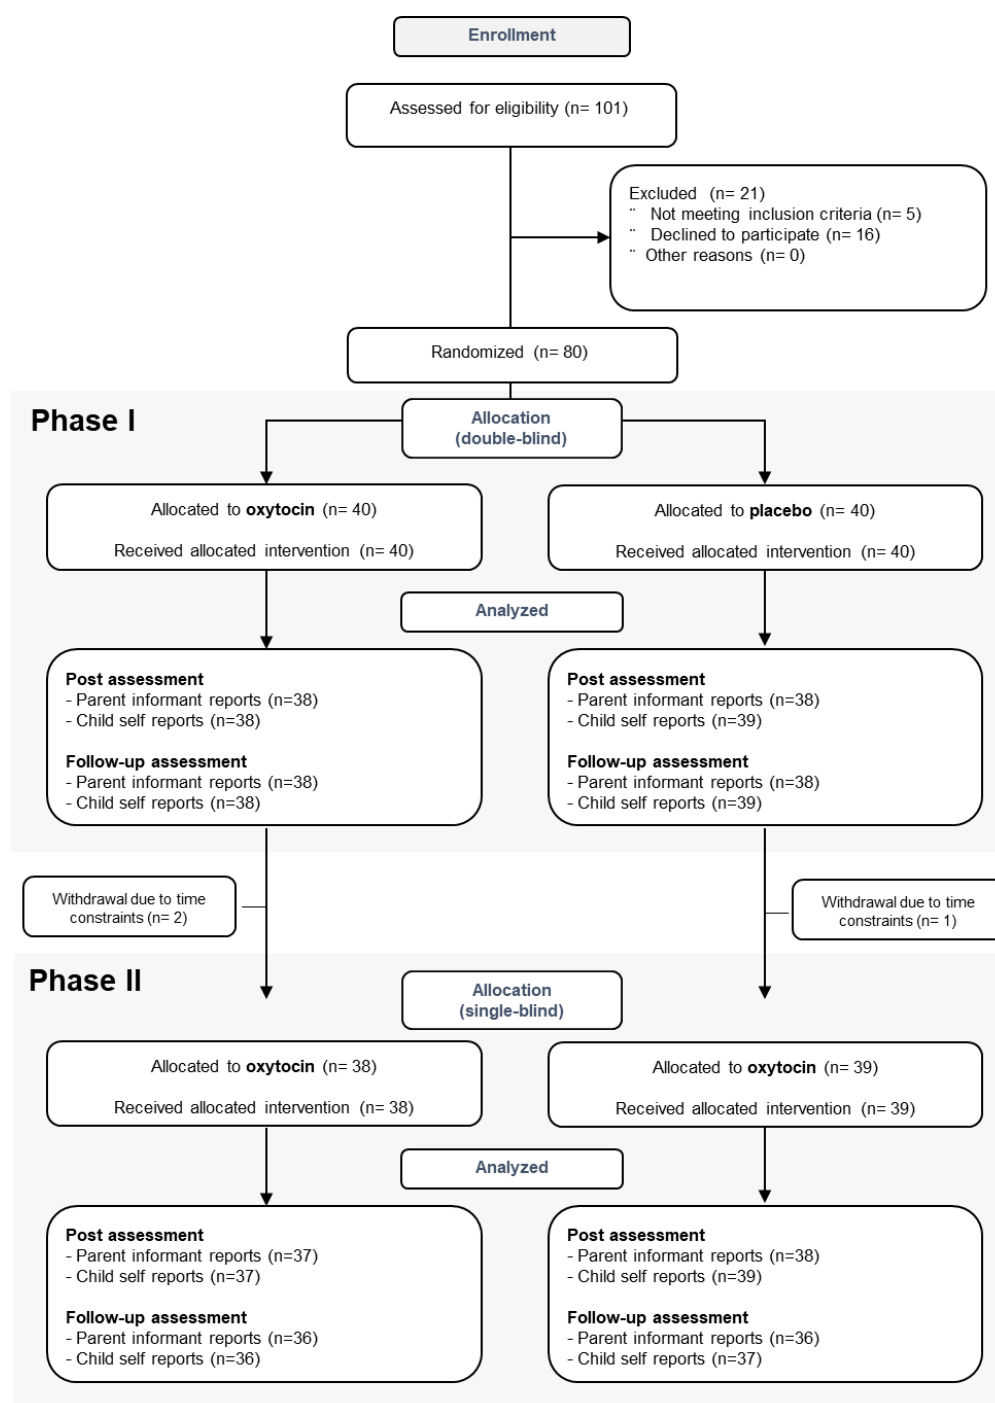 Enrollment
Assessed for eligibility (n= 101)
Excluded (n= 21)
¨ Not meeting inclusion criteria (n= 5)
¨ Declined to participate (n= 16)
¨ Other reasons (n= 0)
Randomized (n= 80)
Phase I
Allocation
(double-blind)
Allocated to oxytocin (n= 40)
Received allocated intervention (n= 40)
Allocated to placebo (n= 40)
Received allocated intervention (n= 40)
Analyzed
Post assessment
- Parent informant reports (n=38)
- Child self reports (n=38)
Follow-up assessment
- Parent informant reports (n=38)
- Child self reports (n=38)
Post assessment
- Parent informant reports (n=38)
- Child self reports (n=39)
Follow-up assessment
- Parent informant reports (n=38)
- Child self reports (n=39)
Withdrawal due to time
constraints (n= 2)
Withdrawal due to time
constraints (n= 1)
Phase II
Allocation
(single-blind)
Allocated to oxytocin (n= 38)
Received allocated intervention (n= 38)
Allocated to oxytocin (n= 39)
Received allocated intervention (n= 39)
Analyzed
Post assessment
- Parent informant reports (n=37)
- Child self reports (n=37)
Follow-up assessment
- Parent informant reports (n=36)
- Child self reports (n=36)
Post assessment
- Parent informant reports (n=38)
- Child self reports (n=39)
Follow-up assessment
- Parent informant reports (n=36)
- Child self reports (n=37)